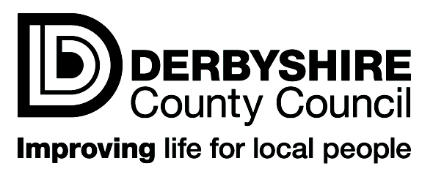 DERBYSHIRE
County Council
Improving life for local people